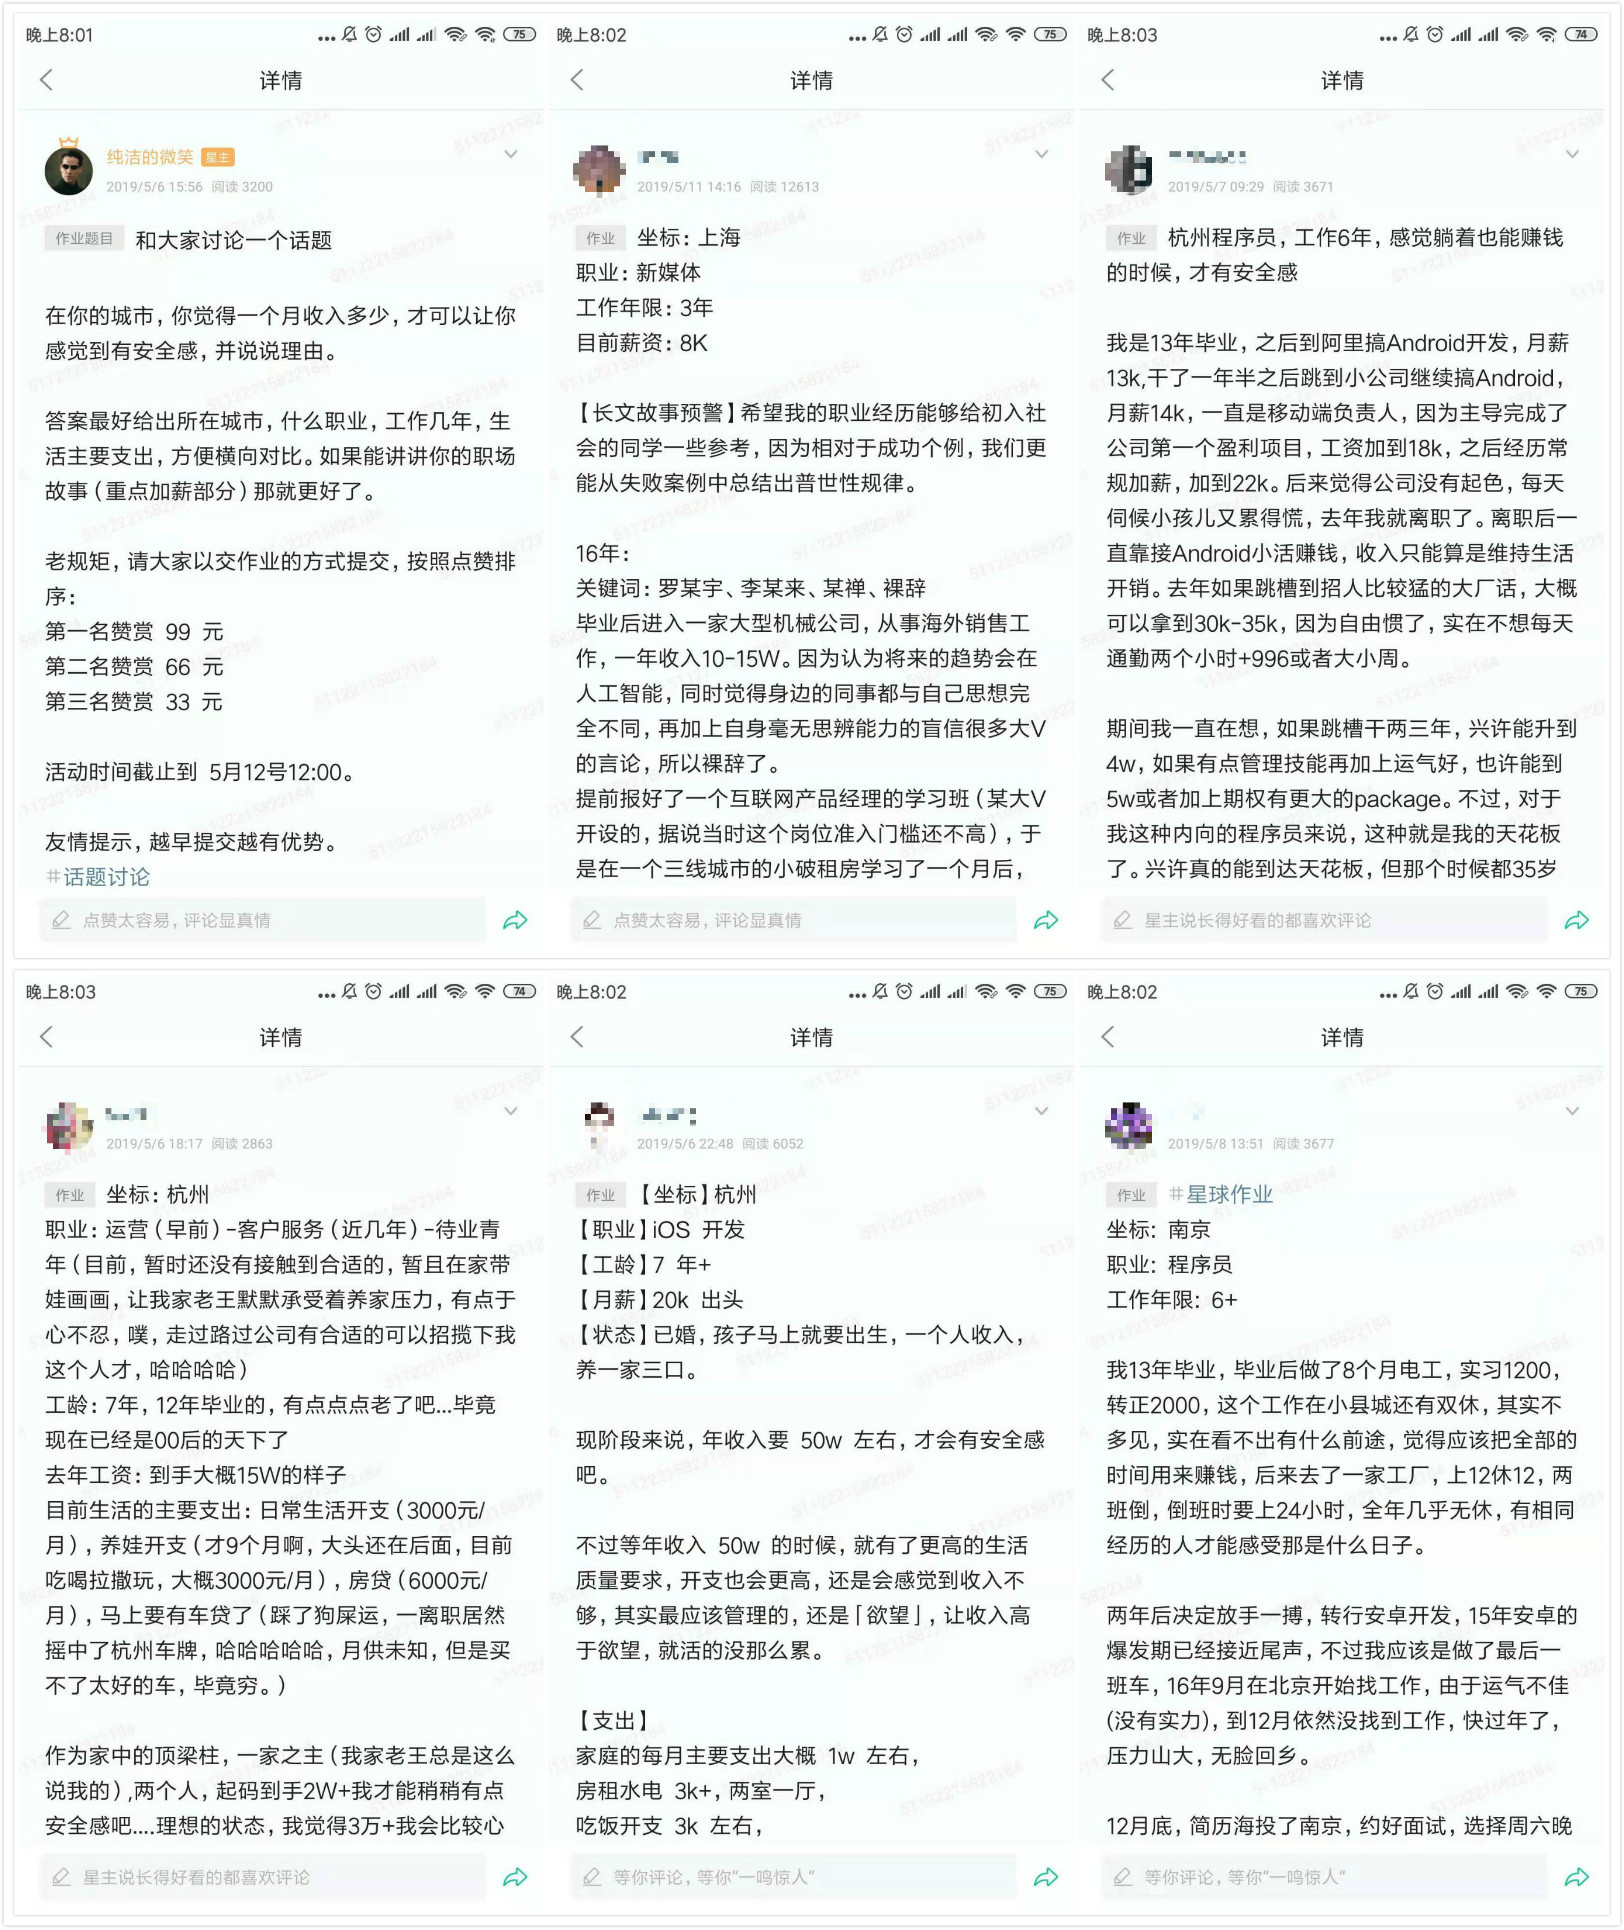 晚上8:01
75
详情
纯洁的微笑 星主
2019/5/6 15:56 阅读 3200
作业题目 和大家讨论一个话题
在你的城市，你觉得一个月收入多少，才可以让你
感觉到有安全感，并说说理由。
答案最好给出所在城市，什么职业，工作几年，生
活主要支出，方便横向对比。如果能讲讲你的职场
故事（重点加薪部分）那就更好了。
老规矩，请大家以交作业的方式提交，按照点赞排
序：
第一名赞赏 99 元
第二名赞赏 66 元
第三名赞赏 33 元
活动时间截止到 5月12号12:00。
友情提示，越早提交越有优势。
#话题讨论
点赞太容易，评论显真情
晚上8:02
75
详情
2019/5/11 14:16 阅读 12613
作业 坐标：上海
职业：新媒体
工作年限：3年
目前薪资：8K
【长文故事预警】希望我的职业经历能够给初入社
会的同学一些参考，因为相对于成功个例，我们更
能从失败案例中总结出普世性规律。
16年：
关键词：罗某宇、李某来、某禅、裸辞
毕业后进入一家大型机械公司，从事海外销售工
作，一年收入10-15W。因为认为将来的趋势会在
人工智能，同时觉得身边的同事都与自己思想完
全不同，再加上自身毫无思辨能力的盲信很多大V
的言论，所以裸辞了。
提前报好了一个互联网产品经理的学习班（某大V
开设的，据说当时这个岗位准入门槛还不高），于
是在一个三线城市的小破租房学习了一个月后，
点赞太容易，评论显真情
晚上8:03
74
详情
2019/5/7 09:29 阅读 3671
作业 杭州程序员，工作6年，感觉躺着也能赚钱
的时候，才有安全感
我是13年毕业，之后到阿里搞Android开发，月薪
13k,干了一年半之后跳到小公司继续搞Android，
月薪14k，一直是移动端负责人，因为主导完成了
公司第一个盈利项目，工资加到18k，之后经历常
规加薪，加到22k。后来觉得公司没有起色，每天
伺候小孩儿又累得慌，去年我就离职了。离职后一
直靠接Android小活赚钱，收入只能算是维持生活
开销。去年如果跳槽到招人比较猛的大厂话，大概
可以拿到30k-35k，因为自由惯了，实在不想每天
通勤两个小时+996或者大小周。
期间我一直在想，如果跳槽干两三年，兴许能升到
4w，如果有点管理技能再加上运气好，也许能到
5w或者加上期权有更大的package。不过，对于
我这种内向的程序员来说，这种就是我的天花板
了。兴许真的能到达天花板，但那个时候都35岁
星主说长得好看的都喜欢评论
晚上8:03
74
详情
2019/5/6 18:17 阅读 2863
作业 坐标：杭州
职业：运营（早前）-客户服务（近几年）-待业青
年（目前，暂时还没有接触到合适的，暂且在家带
娃画画，让我家老王默默承受着养家压力，有点于
心不忍，噗，走过路过公司有合适的可以招揽下我
这个人才，哈哈哈哈）
工龄：7年，12年毕业的，有点点点老了吧...毕竟
现在已经是00后的天下了
去年工资：到手大概15W的样子
目前生活的主要支出：日常生活开支（3000元/
月），养娃开支（才9个月啊，大头还在后面，目前
吃喝拉撒玩，大概3000元/月），房贷（6000元/
月），马上要有车贷了（踩了狗屎运，一离职居然
摇中了杭州车牌，哈哈哈哈哈，月供未知，但是买
不了太好的车，毕竟穷。）
作为家中的顶梁柱，一家之主（我家老王总是这么
说我的）,两个人，起码到手2W+我才能稍稍有点
安全感吧....理想的状态，我觉得3万+我会比较心
星主说长得好看的都喜欢评论
晚上8:02
75
详情
2019/5/6 22:48 阅读 6052
作业 【坐标】杭州
【职业】iOS 开发
【工龄】7 年+
【月薪】20k 出头
【状态】已婚，孩子马上就要出生，一个人收入，
养一家三口。
现阶段来说，年收入要 50w 左右，才会有安全感
吧。
不过等年收入 50w 的时候，就有了更高的生活
质量要求，开支也会更高，还是会感觉到收入不
够，其实最应该管理的，还是「欲望」，让收入高
于欲望，就活的没那么累。
【支出】
家庭的每月主要支出大概 1w 左右，
房租水电 3k+，两室一厅，
吃饭开支 3k 左右，
等你评论，等你“一鸣惊人”
晚上8:02
75
详情
2019/5/8 13:51 阅读 3677
作业 #星球作业
坐标: 南京
职业: 程序员
工作年限: 6+
我13年毕业，毕业后做了8个月电工，实习1200，
转正2000，这个工作在小县城还有双休，其实不
多见，实在看不出有什么前途，觉得应该把全部的
时间用来赚钱，后来去了一家工厂，上12休12，两
班倒，倒班时要上24小时，全年几乎无休，有相同
经历的人才能感受那是什么日子。
两年后决定放手一搏，转行安卓开发，15年安卓的
爆发期已经接近尾声，不过我应该是做了最后一
班车，16年9月在北京开始找工作，由于运气不佳
(没有实力)，到12月依然没找到工作，快过年了，
压力山大，无脸回乡。
12月底，简历海投了南京，约好面试，选择周六晚
等你评论，等你“一鸣惊人”